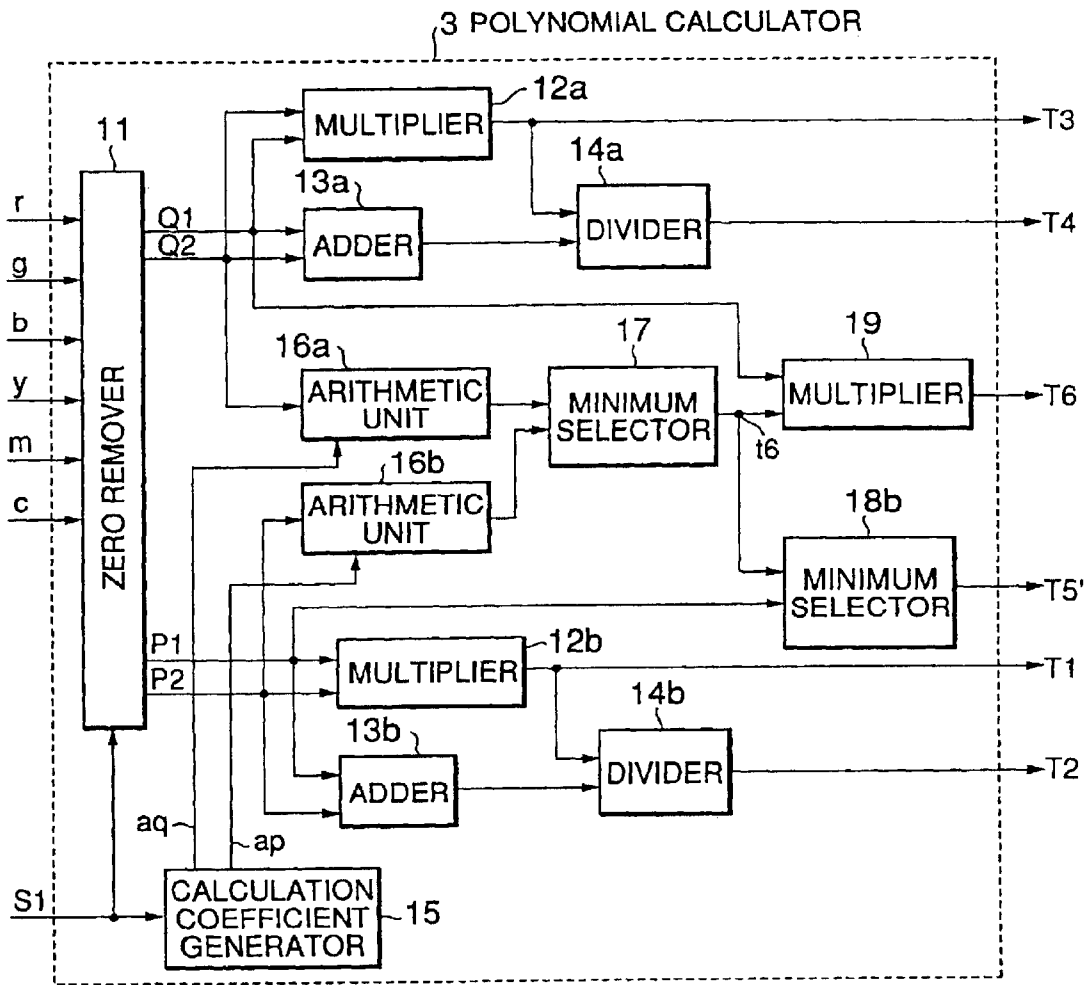 3 POLYNOMIAL CALCULATOR
12a
MULTIPLIER
T3
11
14a
13a
r
Q1
ADDER
DIVIDER
T4
Q2
g
b
17
19
16a
y
ARITHMETIC
UNIT
MINIMUM
SELECTOR
MULTIPLIER
T6
t6
m
16b
c
ARITHMETIC
UNIT
18b
ZERO REMOVER
MINIMUM
SELECTOR
T5'
P1
12b
MULTIPLIER
T1
P2
14b
13b
ADDER
DIVIDER
T2
aq
ap
S1
CALCULATION
COEFFICIENT
GENERATOR
15